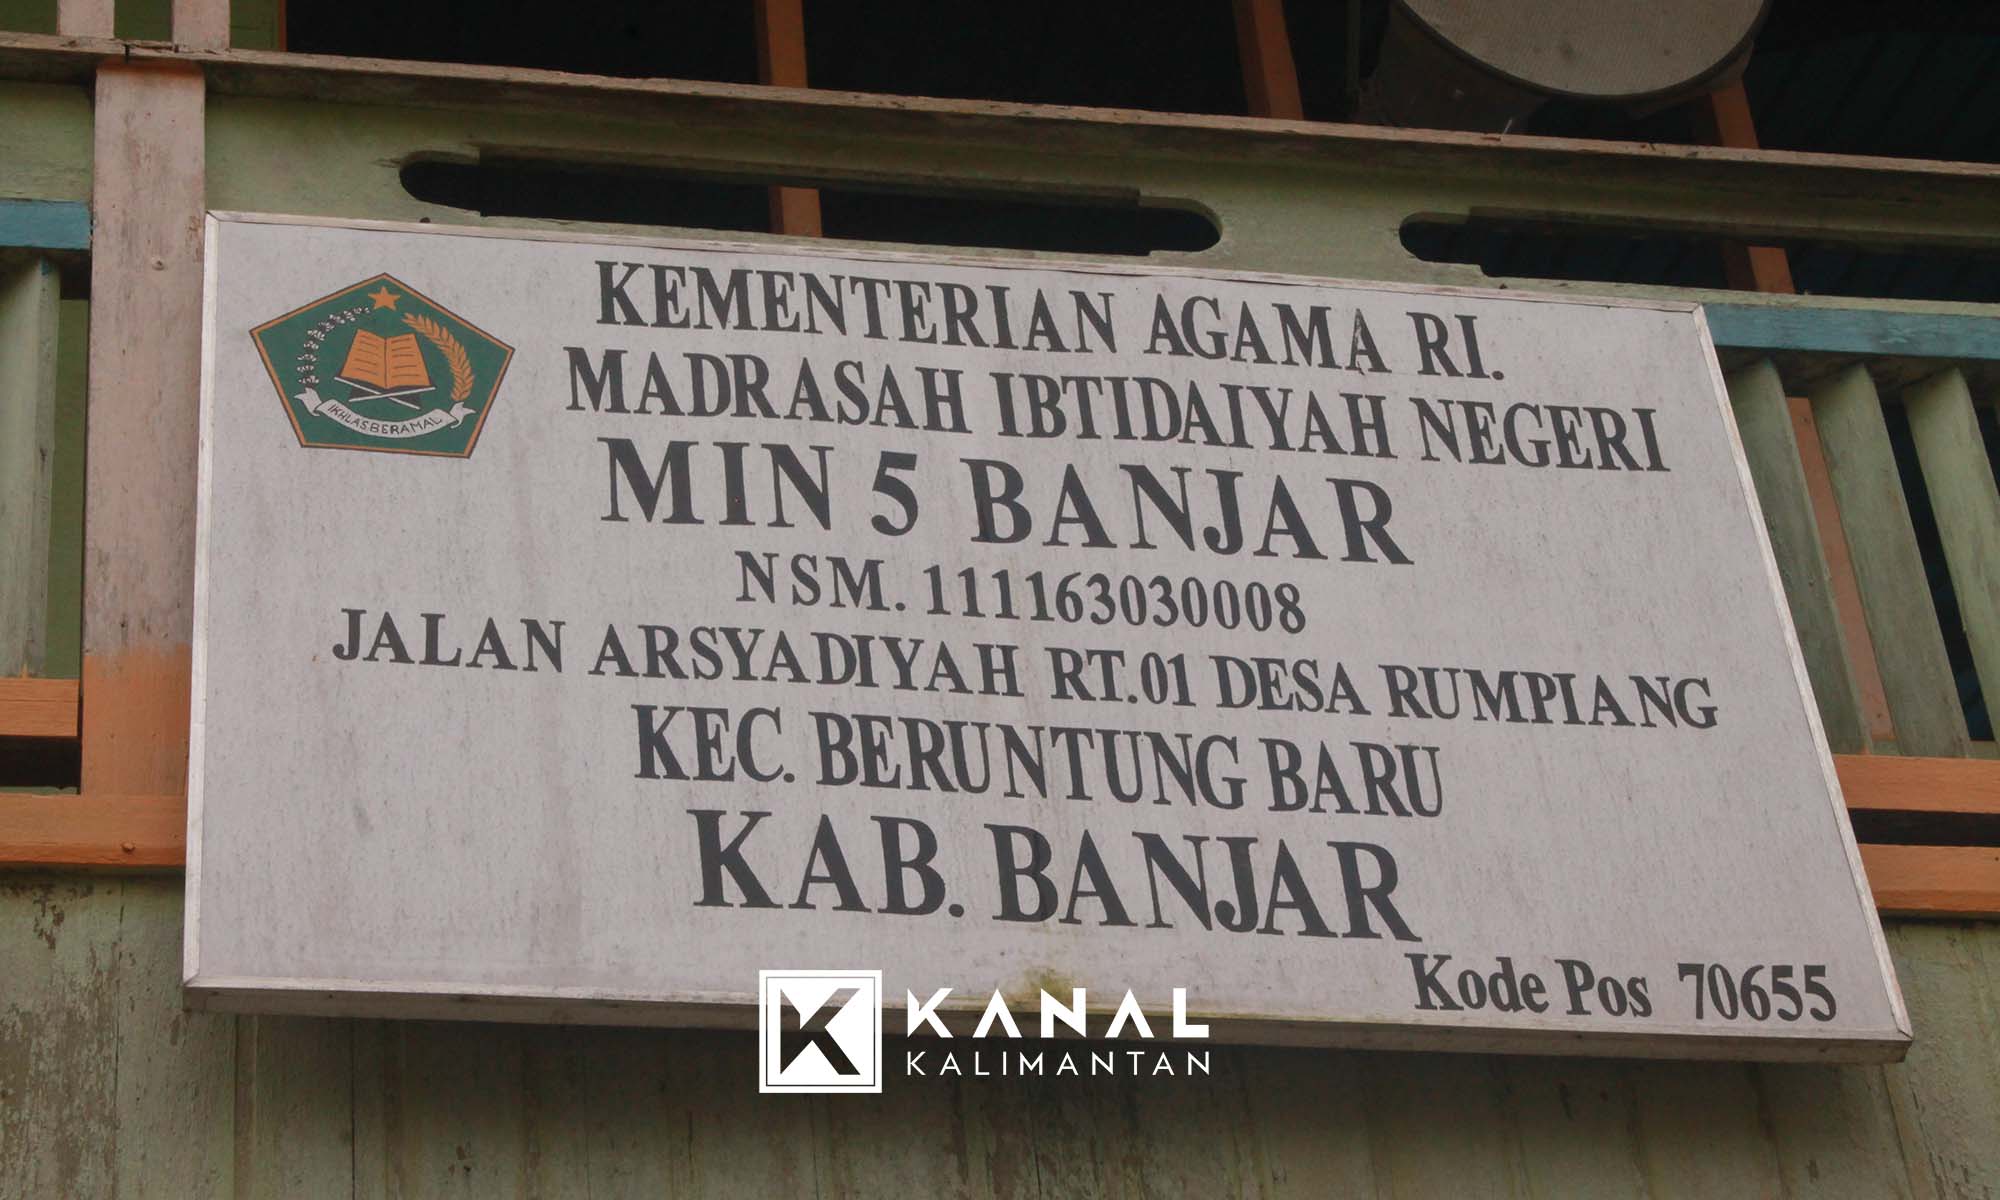 KEMENTERIAN AGAMA RI.
MADRASAH IBTIDAIYAH NEGERI
MIN 5 BANJAR
NSM. 111163030008
JALAN ARSYADIYAH RT.01 DESA RUMPIANG
KEC. BERUNTUNG BARU
KAB. BANJAR
Kode Pos 70655
IKHLAS BERAMAL
K KANAL
KALIMANTAN